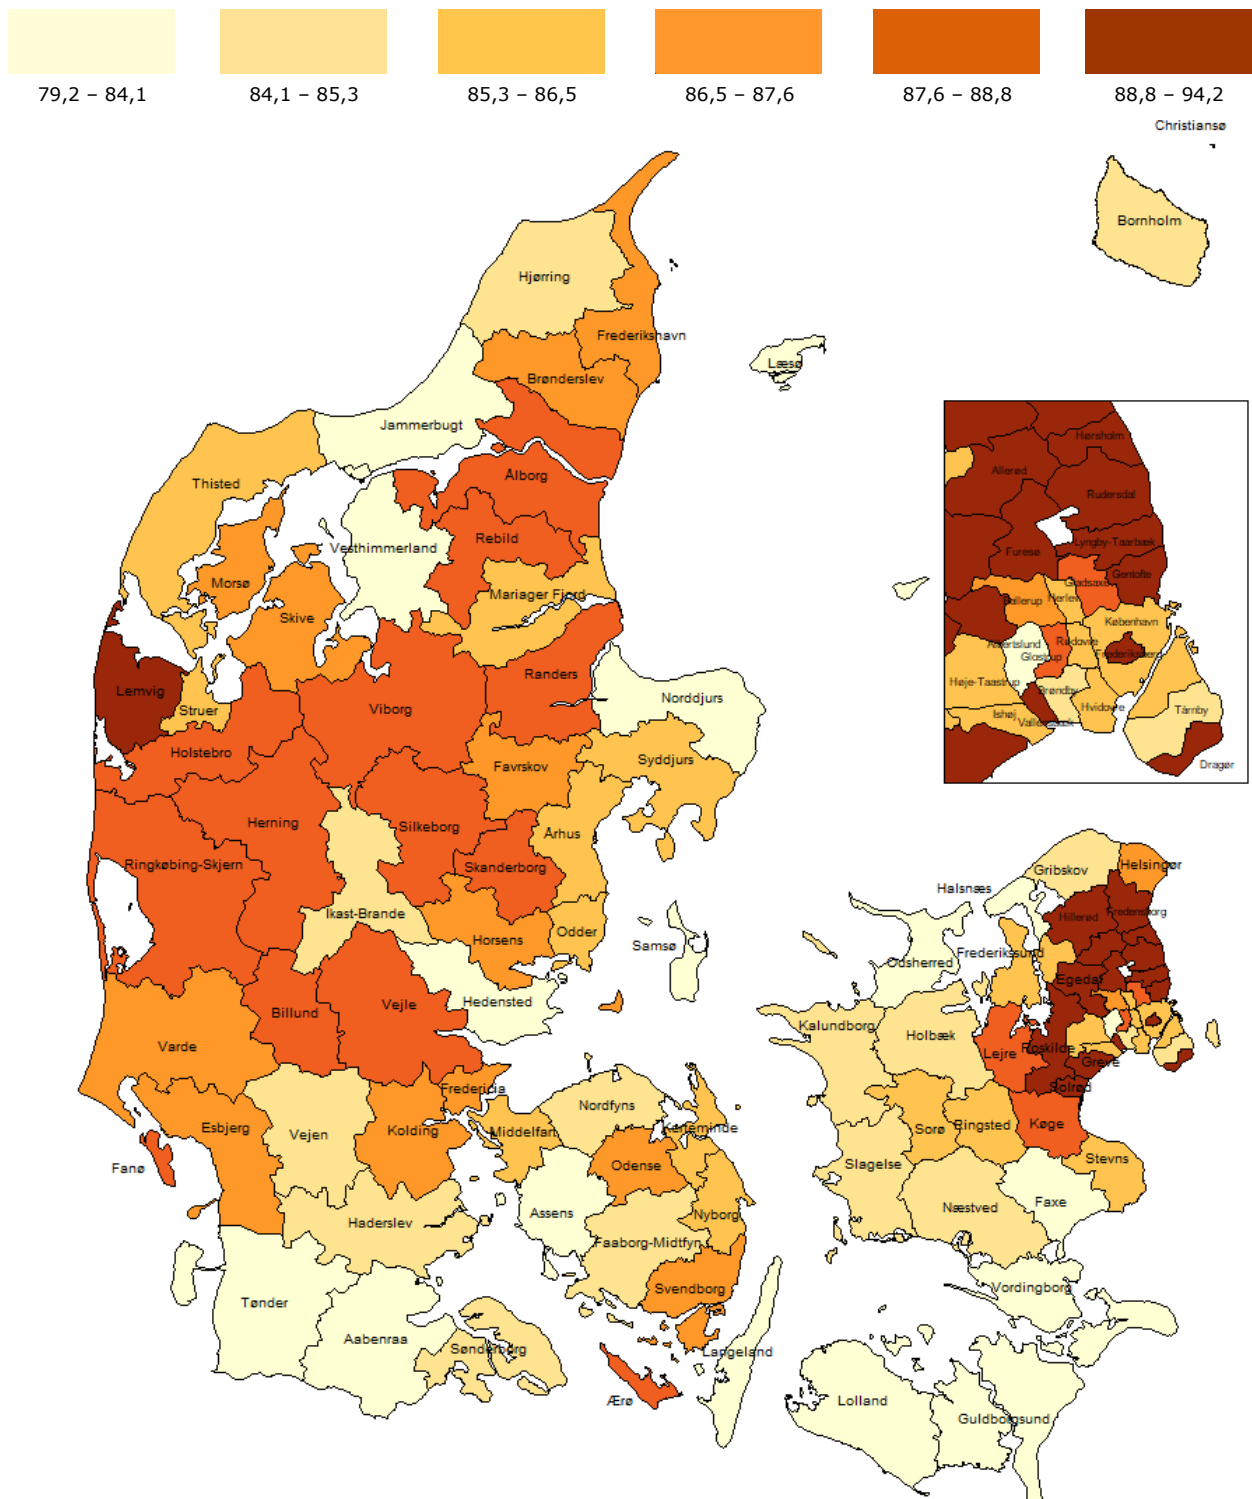 79,2 – 84,1
84,1 – 85,3
85,3 – 86,5
86,5 – 87,6
87,6 – 88,8
88,8 – 94,2
Christiansø
Bornholm
Hjørring
Frederikshavn
Læsø
Brønderslev
Jammerbugt
Ålborg
Thisted
Rebild
Vesthimmerland
Morsø
Mariager Fjord
Skive
Randers
Lemvig
Norddjurs
Struer
Viborg
Holstebro
Favrskov
Syddjurs
Herning
Silkeborg
Århus
Ringkøbing-Skjern
Skanderborg
Ikast-Brande
Horsens
Odder
Samsø
Hedensted
Vejle
Billund
Varde
Fredericia
Esbjerg
Vejen
Kolding
Fanø
Haderslev
Tønder
Aabenraa
Sønderborg
Nordfyns
Middelfart
Kerteminde
Odense
Assens
Nyborg
Faaborg-Midtfyn
Svendborg
Langeland
Ærø
Hørsholm
Allerød
Rudersdal
Lyngby-Taarbæk
Furesø
Gentofte
Gladsaxe
Ballerup
Herlev
København
Albertslund
Rødovre
Glostrup
Frederiksberg
Høje-Taastrup
Brøndby
Hvidovre
Ishøj
Vallensbæk
Tårnby
Dragør
Gribskov
Helsingør
Halsnæs
Hillerød
Fredensborg
Frederikssund
Odsherred
Egedal
Kalundborg
Holbæk
Lejre
Roskilde
Greve
Solrød
Sorø
Ringsted
Køge
Stevns
Slagelse
Næstved
Faxe
Vordingborg
Lolland
Guldborgsund